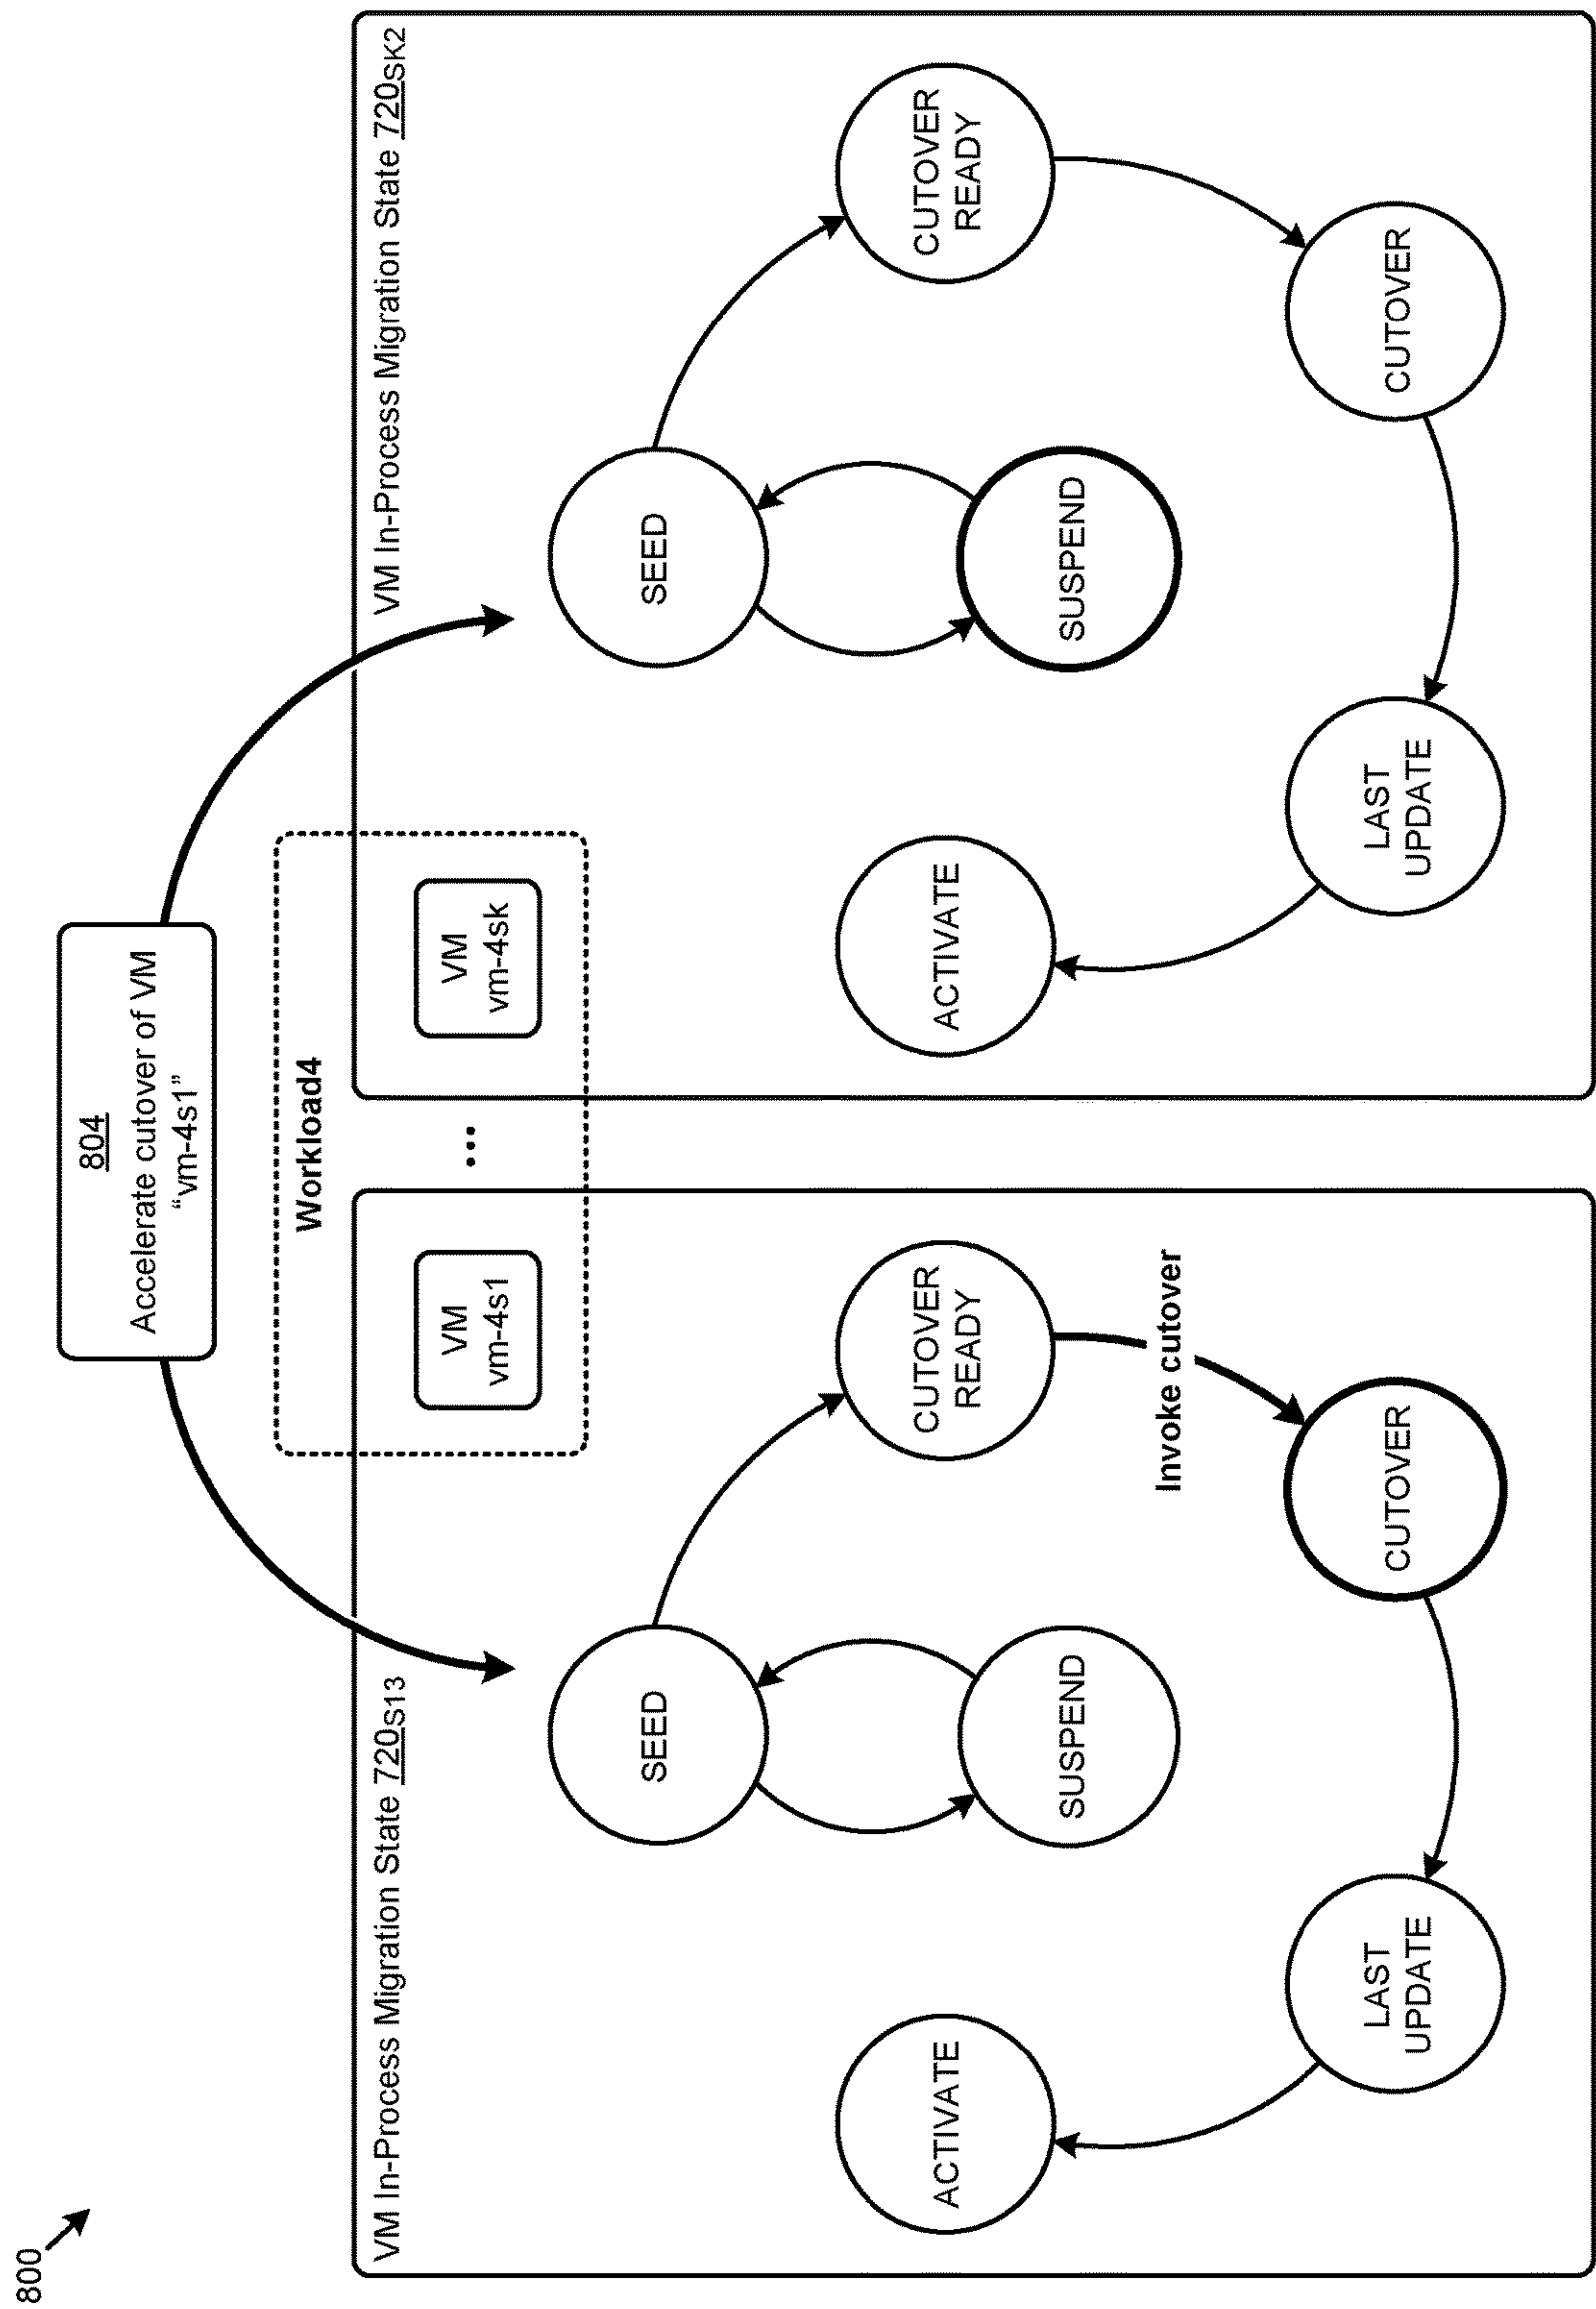 800
804
Accelerate cutover of VM
“vm-4s1”
Workload4
VM In-Process Migration State 720S13
VM
vm-4s1
...
SEED
SUSPEND
CUTOVER
READY
Invoke cutover
CUTOVER
LAST
UPDATE
ACTIVATE
VM In-Process Migration State 720SK2
VM
vm-4sk
SEED
SUSPEND
CUTOVER
READY
CUTOVER
LAST
UPDATE
ACTIVATE